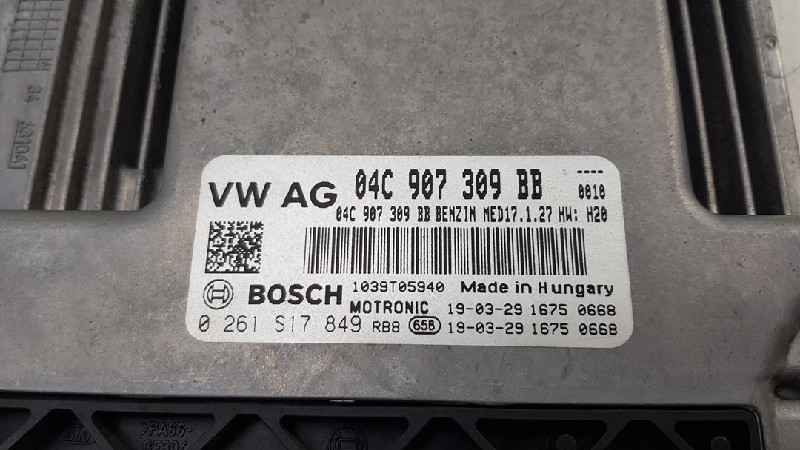 VW AG 04C 907 309 BB ----
0010
04C 907 309 BB BENZIN MED17.1.27 HW: H20
1039T05940 Made in Hungary
BOSCH MOTRONIC 19-03-29 1675 0668
0 261 S17 849 RB8 658 19-03-29 1675 0668
>PA66-